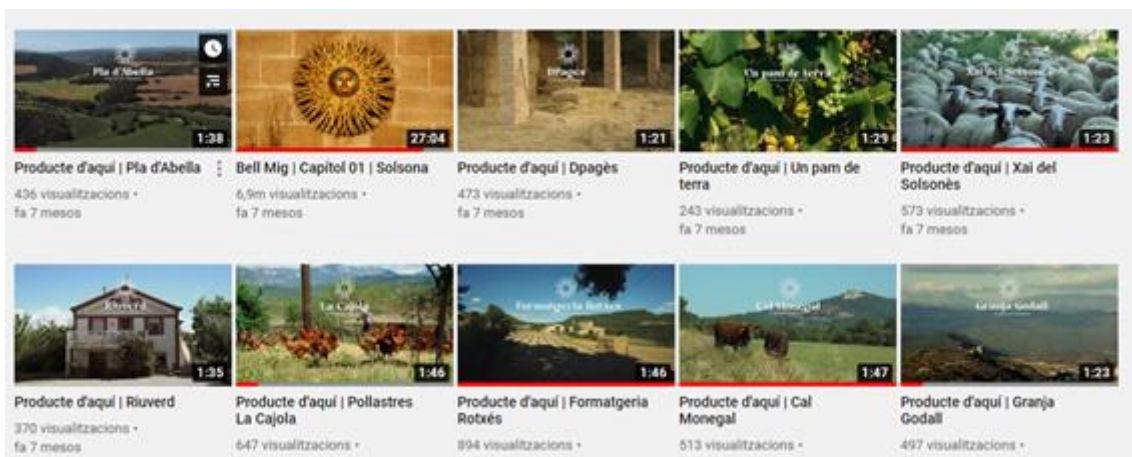 Pla d'Abella
1:38
27:04
Dpagès
1:21
Un pam de terra
1:29
Xai del Solsonès
1:23
Producte d'aquí | Pla d'Abella
436 visualitzacions •
fa 7 mesos
Bell Mig | Capítol 01 | Solsona
6,9m visualitzacions •
fa 7 mesos
Producte d'aquí | Dpagès
473 visualitzacions •
fa 7 mesos
Producte d'aquí | Un pam de
terra
243 visualitzacions •
fa 7 mesos
Producte d'aquí | Xai del
Solsonès
573 visualitzacions •
fa 7 mesos
Riuverd
1:35
La Cajola
1:46
Formatgeria Rotxés
1:46
Cal Monegal
1:47
Granja Godall
1:23
Producte d'aquí | Riuverd
370 visualitzacions •
fa 7 mesos
Producte d'aquí | Pollastres
La Cajola
647 visualitzacions •
Producte d'aquí | Formatgeria
Rotxés
894 visualitzacions •
Producte d'aquí | Cal
Monegal
513 visualitzacions •
Producte d'aquí | Granja
Godall
497 visualitzacions •